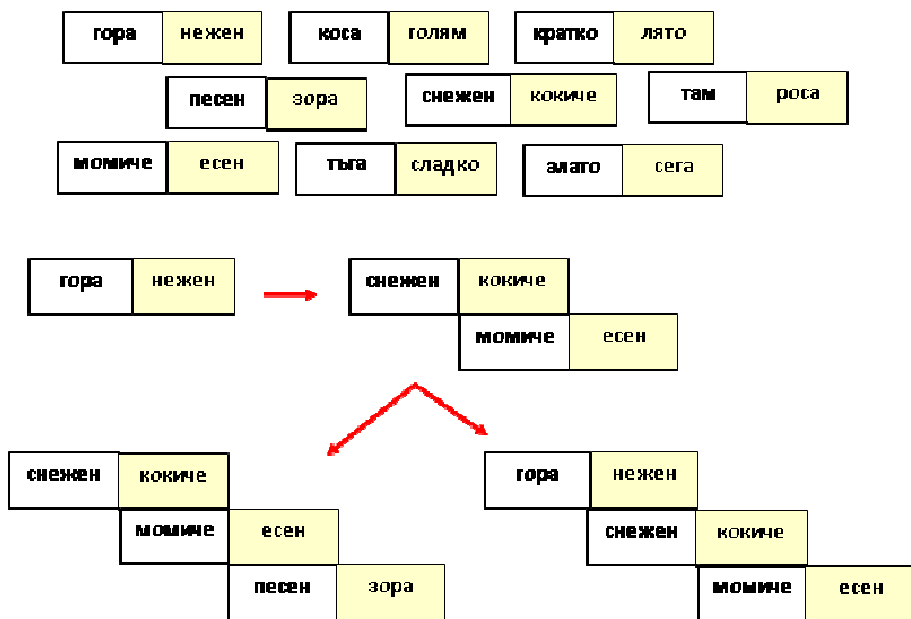 гора нежен коса голям кратко лято
песен зора снежен кокиче там роса
момиче есен тъга сладко злато сега
гора нежен снежен кокиче
момиче есен
снежен кокиче гора нежен
момиче есен снежен кокиче
песен зора момиче есен